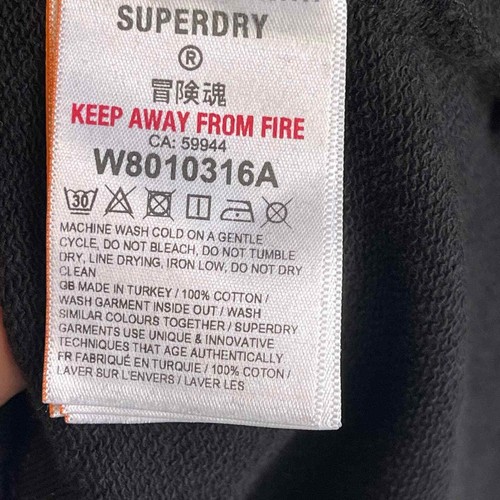 SUPERDRY
®
冒険魂
KEEP AWAY FROM FIRE
CA: 59944
W8010316A
30
MACHINE WASH COLD ON A GENTLE
CYCLE, DO NOT BLEACH, DO NOT TUMBLE
DRY, LINE DRYING, IRON LOW, DO NOT DRY
CLEAN
GB MADE IN TURKEY / 100% COTTON /
WASH GARMENT INSIDE OUT / WASH
SIMILAR COLOURS TOGETHER / SUPERDRY
GARMENTS USE UNIQUE & INNOVATIVE
TECHNIQUES THAT AGE AUTHENTICALLY
FR FABRIQUÉ EN TURQUIE / 100% COTON /
LAVER SUR L'ENVERS / LAVER LES